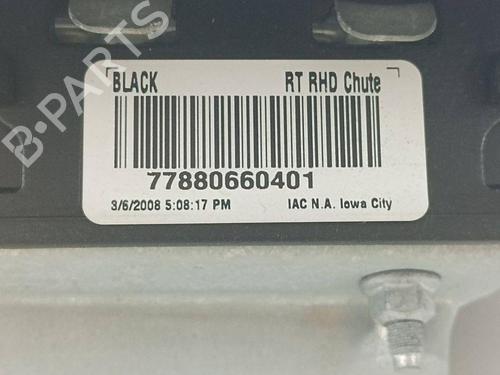 B-PARTS
BLACK RT RHD Chute
77880660401
3/6/2008 5:08:17 PM IAC N.A. Iowa City